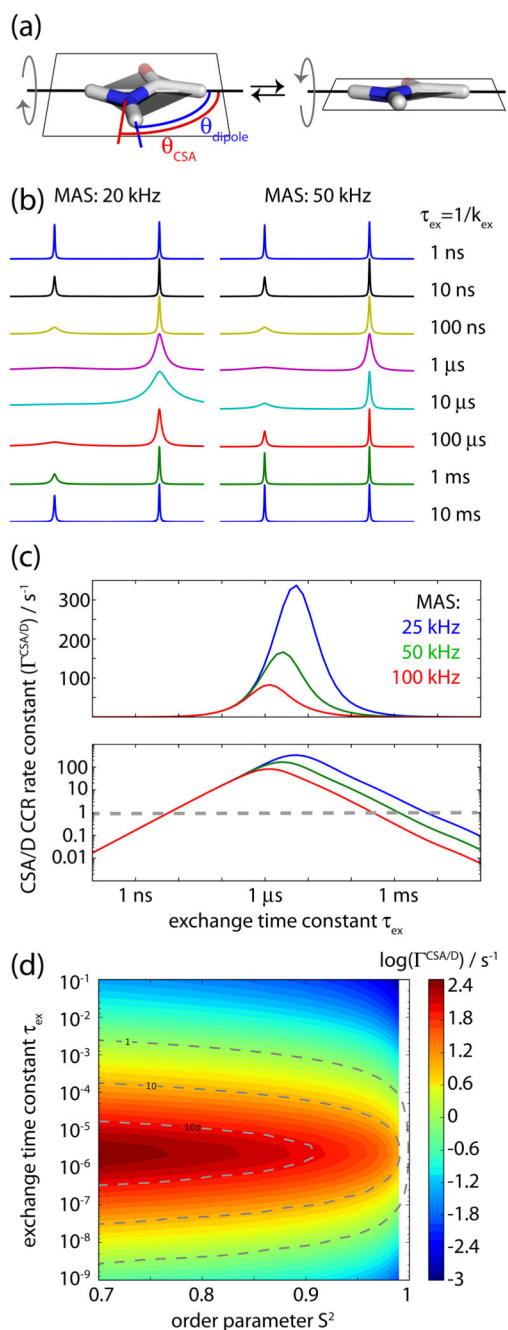 (a)
θdipole
θCSA
(b)
MAS: 20 kHz MAS: 50 kHz
τex=1/kex
1 ns
10 ns
100 ns
1 µs
10 µs
100 µs
1 ms
10 ms
(c)
CSA/D CCR rate constant (Γ^CSA/D) / s⁻¹
300
200
100
MAS:
25 kHz
50 kHz
100 kHz
100
10
1
0.1
0.01
1 ns 1 µs 1 ms
exchange time constant τex
(d)
log(Γ^CSA/D) / s⁻¹
exchange time constant τex
10⁻¹
10⁻²
10⁻³
10⁻⁴
10⁻⁵
10⁻⁶
10⁻⁷
10⁻⁸
10⁻⁹
1
10
100
0.7 0.8 0.9 1
order parameter S²
2.4
1.8
1.2
0.6
0
-0.6
-1.2
-1.8
-2.4
-3